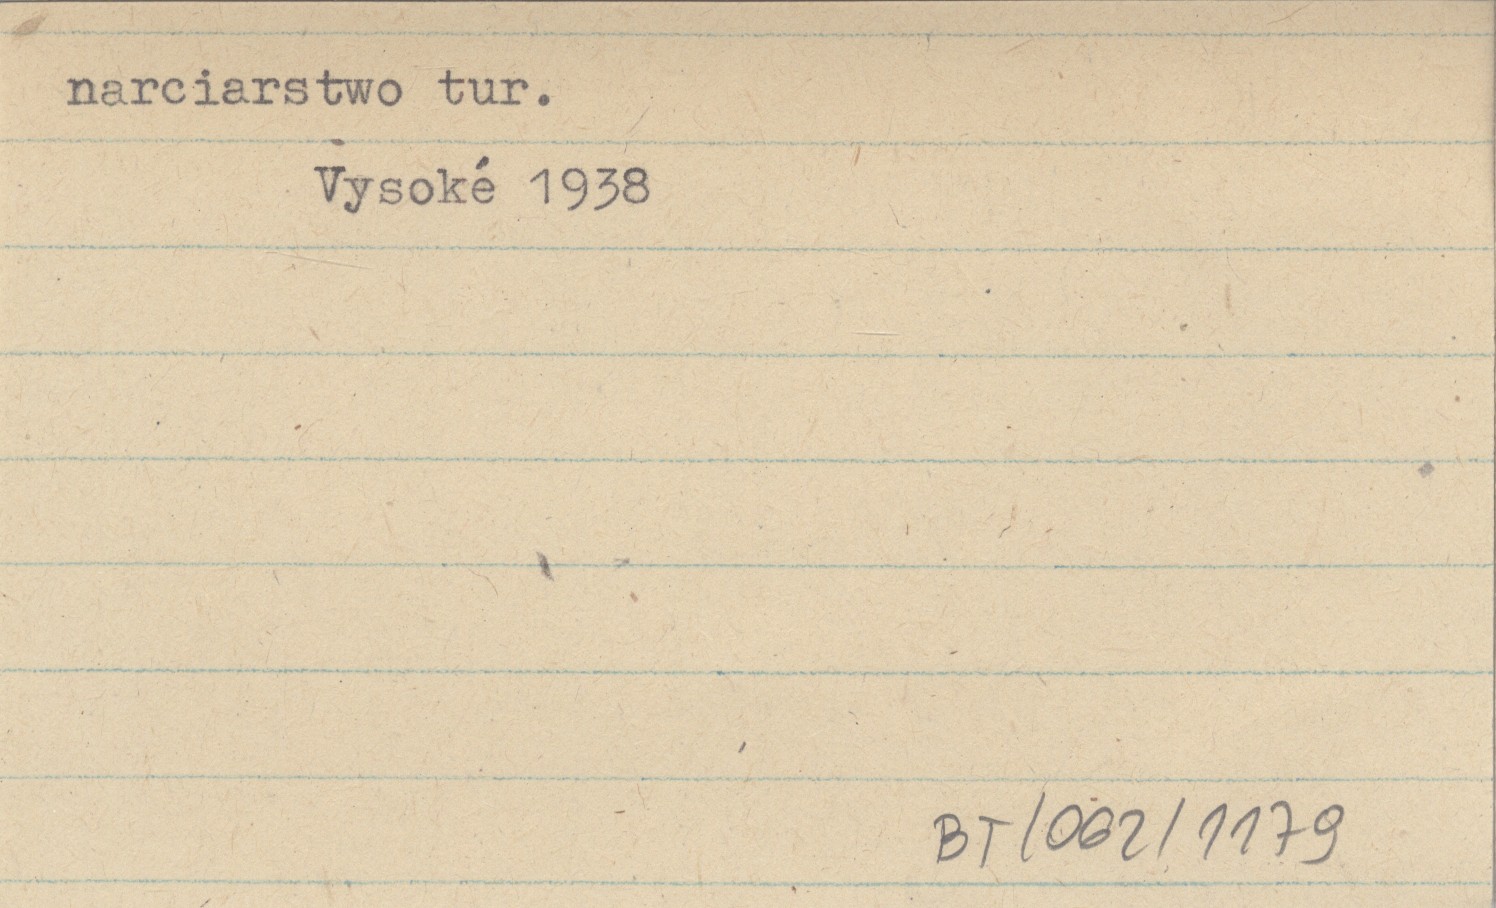 narciarstwo tur.
Vysoké 1938
BT/062/1179